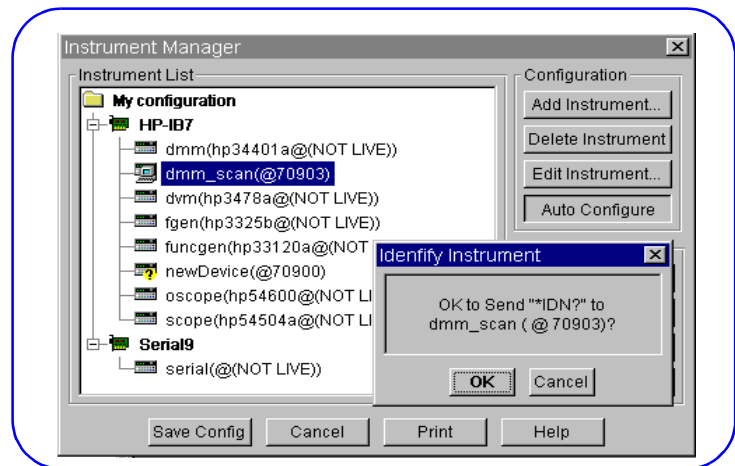 Instrument Manager
Instrument List
Configuration
My configuration
HP-IB7
dmm(hp34401a@(NOT LIVE))
dmm_scan(@70903)
dvm(hp3478a@(NOT LIVE))
fgen(hp3325b@(NOT LIVE))
funcgen(hp33120a@(NOT
newDevice(@70900)
oscope(hp54600@(NOT LI
scope(hp54504a@(NOT LI
Serial9
serial(@(NOT LIVE))
Add Instrument...
Delete Instrument
Edit Instrument...
Auto Configure
Idenfify Instrument
OK to Send "*IDN?" to
dmm_scan ( @ 70903)?
OK Cancel
Save Config Cancel Print Help